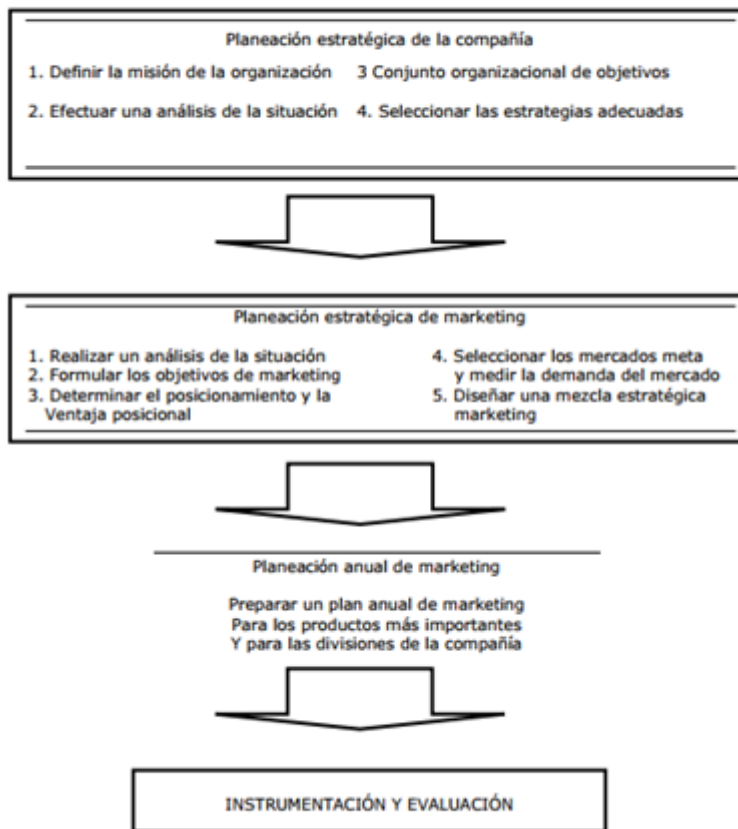 Planeación estratégica de la compañía
1. Definir la misión de la organización 3 Conjunto organizacional de objetivos
2. Efectuar una análisis de la situación 4. Seleccionar las estrategias adecuadas
Planeación estratégica de marketing
1. Realizar un análisis de la situación
2. Formular los objetivos de marketing
3. Determinar el posicionamiento y la
Ventaja posicional
4. Seleccionar los mercados meta
y medir la demanda del mercado
5. Diseñar una mezcla estratégica
marketing
Planeación anual de marketing
Preparar un plan anual de marketing
Para los productos más importantes
Y para las divisiones de la compañía
INSTRUMENTACIÓN Y EVALUACIÓN